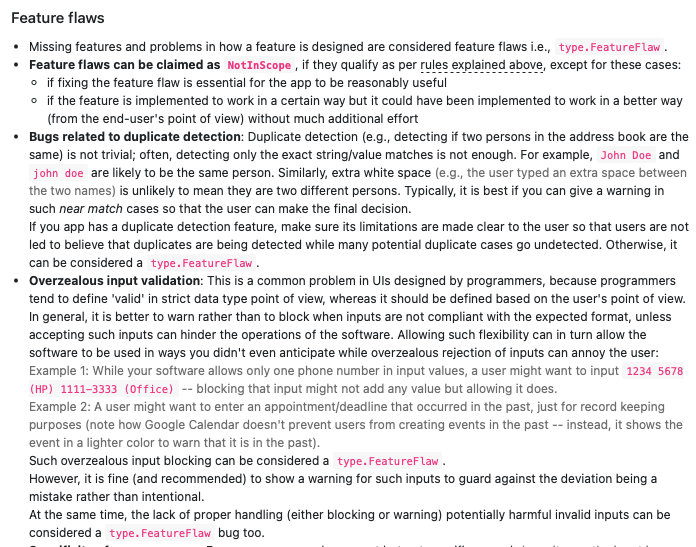 Feature flaws
• Missing features and problems in how a feature is designed are considered feature flaws i.e., type.FeatureFlaw.
• Feature flaws can be claimed as NotInScope, if they qualify as per rules explained above, except for these cases:
◦ if fixing the feature flaw is essential for the app to be reasonably useful
◦ if the feature is implemented to work in a certain way but it could have been implemented to work in a better way
(from the end-user's point of view) without much additional effort
• Bugs related to duplicate detection: Duplicate detection (e.g., detecting if two persons in the address book are the
same) is not trivial; often, detecting only the exact string/value matches is not enough. For example, John Doe and
john doe are likely to be the same person. Similarly, extra white space (e.g., the user typed an extra space between
the two names) is unlikely to mean they are two different persons. Typically, it is best if you can give a warning in
such near match cases so that the user can make the final decision.
If you app has a duplicate detection feature, make sure its limitations are made clear to the user so that users are not
led to believe that duplicates are being detected while many potential duplicate cases go undetected. Otherwise, it
can be considered a type.FeatureFlaw.
• Overzealous input validation: This is a common problem in UIs designed by programmers, because programmers
tend to define 'valid' in strict data type point of view, whereas it should be defined based on the user's point of view.
In general, it is better to warn rather than to block when inputs are not compliant with the expected format, unless
accepting such inputs can hinder the operations of the software. Allowing such flexibility can in turn allow the
software to be used in ways you didn't even anticipate while overzealous rejection of inputs can annoy the user:
Example 1: While your software allows only one phone number in input values, a user might want to input 1234 5678
(HP) 1111-3333 (Office) -- blocking that input might not add any value but allowing it does.
Example 2: A user might want to enter an appointment/deadline that occurred in the past, just for record keeping
purposes (note how Google Calendar doesn't prevent users from creating events in the past -- instead, it shows the
event in a lighter color to warn that it is in the past).
Such overzealous input blocking can be considered a type.FeatureFlaw.
However, it is fine (and recommended) to show a warning for such inputs to guard against the deviation being a
mistake rather than intentional.
At the same time, the lack of proper handling (either blocking or warning) potentially harmful invalid inputs can be
considered a type.FeatureFlaw bug too.